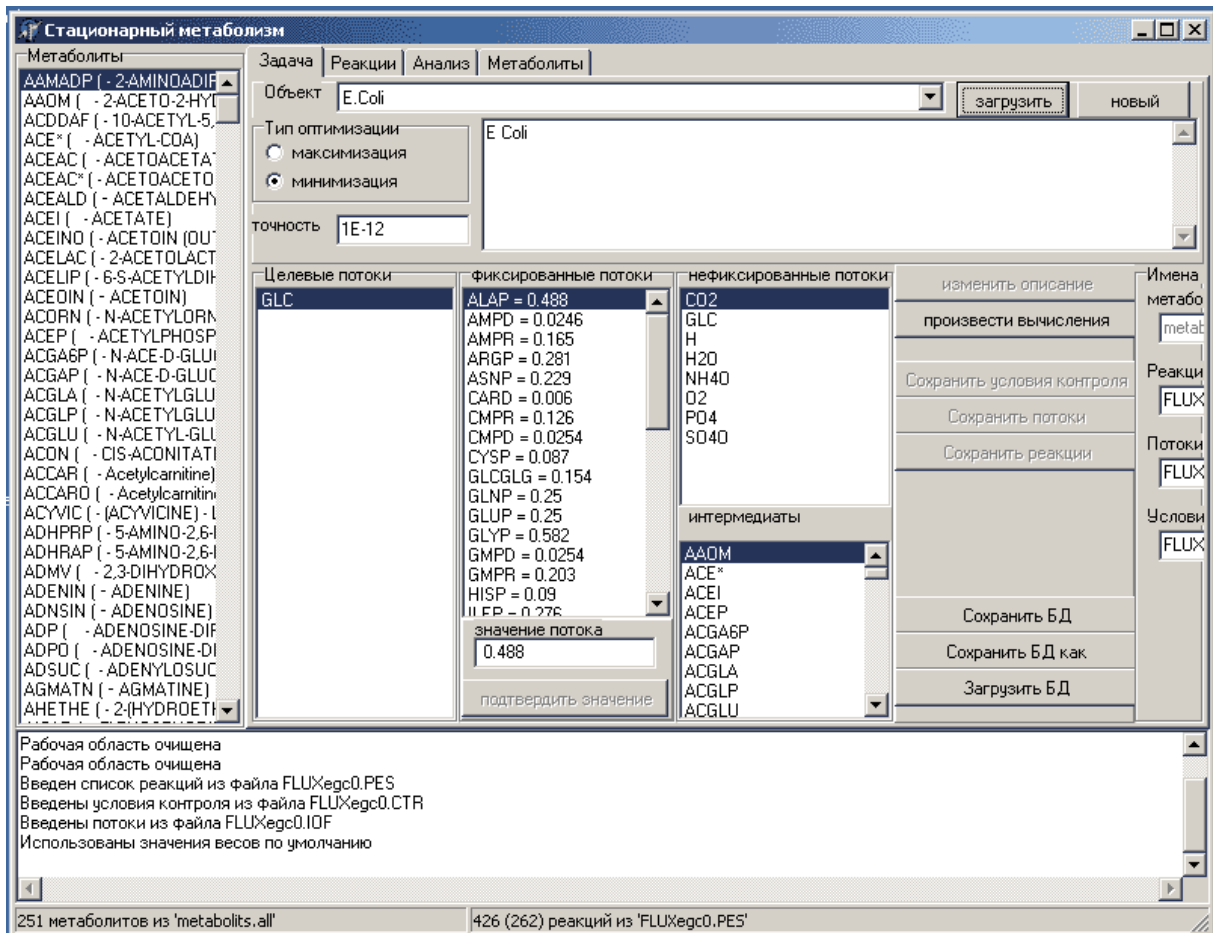 Стационарный метаболизм
Метаболиты
AAMADP ( - 2-AMINOADIF
AAOM ( - 2-ACETO-2-HYD
ACDDAF ( - 10-ACETYL-5,
ACE* ( - ACETYL-COA)
ACEAC ( - ACETOACETA
ACEAC* ( - ACETOACETO
ACEALD ( - ACETALDEHY
ACEI ( - ACETATE)
ACEINO ( - ACETOIN (OUT
ACELAC ( - 2-ACETOLACT
ACELIP ( - 6-S-ACETYLDIH
ACEOIN ( - ACETOIN)
ACORN ( - N-ACETYLORN
ACEP ( - ACETYLPHOSP
ACGA6P ( - N-ACE-D-GLUC
ACGAP ( - N-ACE-D-GLUC
ACGLA ( - N-ACETYLGLU
ACGLP ( - N-ACETYLGLU
ACGLU ( - N-ACETYL-GLU
ACON ( - CIS-ACONITATI
ACCAR ( - Acetylcarnitine)
ACCARO ( - Acetylcarnitin
ACYVIC ( - (ACYVICINE) - L
ADHPRP ( - 5-AMINO-2,6-I
ADHRAP ( - 5-AMINO-2,6-I
ADMV ( - 2,3-DIHYDROX
ADENIN ( - ADENINE)
ADNSIN ( - ADENOSINE)
ADP ( - ADENOSINE-DIF
ADPO ( - ADENOSINE-DI
ADSUC ( - ADENYLOSUC
AGMATN ( - AGMATINE)
AHETHE ( - 2-(HYDROETH
Задача Реакции Анализ Метаболиты
Объект E.Coli загрузить новый
Тип оптимизации
максимизация
минимизация
E Coli
точность 1E-12
Целевые потоки
GLC
фиксированные потоки
ALAP = 0.488
AMPD = 0.0246
AMPR = 0.165
ARGP = 0.281
ASNP = 0.229
CARD = 0.006
CMPR = 0.126
CMPD = 0.0254
CYSP = 0.087
GLCGLG = 0.154
GLNP = 0.25
GLUP = 0.25
GLYP = 0.582
GMPD = 0.0254
GMPR = 0.203
HISP = 0.09
ILEP = 0.276
значение потока
0.488
подтвердить значение
нефиксированные потоки
CO2
GLC
H
H2O
NH4O
O2
PO4
SO4O
интермедиаты
AAOM
ACE*
ACEI
ACEP
ACGA6P
ACGAP
ACGLA
ACGLP
ACGLU
изменить описание
произвести вычисления
Сохранить условия контроля
Сохранить потоки
Сохранить реакции
Сохранить БД
Сохранить БД как
Загрузить БД
Имена
метабо
metab
Реакци
FLUX
Потоки
FLUX
Услови
FLUX
Рабочая область очищена
Рабочая область очищена
Введен список реакций из файла FLUXegc0.PES
Введены условия контроля из файла FLUXegc0.CTR
Введены потоки из файла FLUXegc0.IOF
Использованы значения весов по умолчанию
251 метаболитов из 'metabolits.all' 426 (262) реакций из 'FLUXegc0.PES'